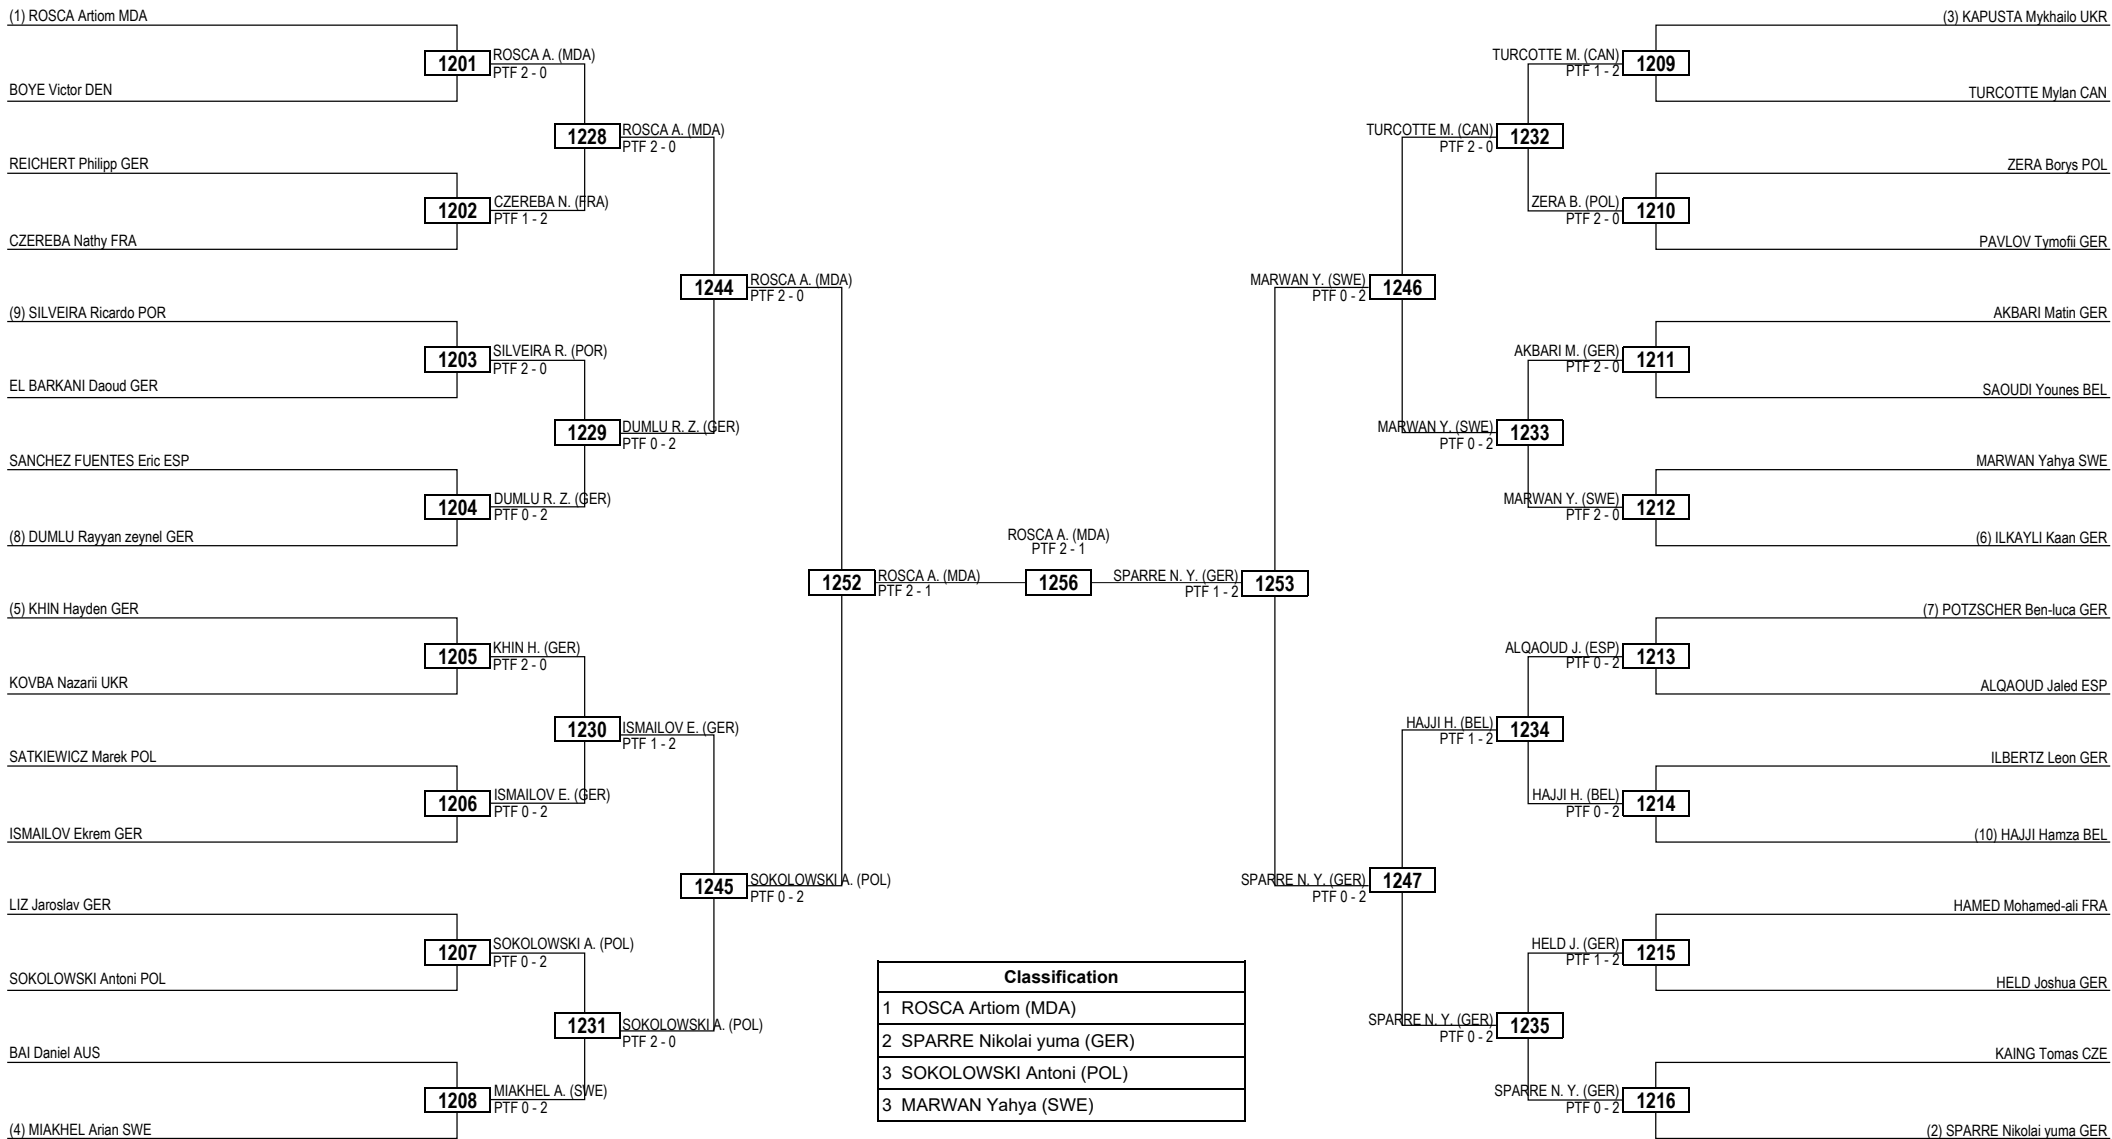 (1) ROSCA Artiom MDA
1201
ROSCA A. (MDA)
PTF 2 - 0
BOYE Victor DEN
1228
ROSCA A. (MDA)
PTF 2 - 0
REICHERT Philipp GER
1202
CZEREBA N. (FRA)
PTF 1 - 2
CZEREBA Nathy FRA
1244
ROSCA A. (MDA)
PTF 2 - 0
(9) SILVEIRA Ricardo POR
1203
SILVEIRA R. (POR)
PTF 2 - 0
EL BARKANI Daoud GER
1229
DUMLU R. Z. (GER)
PTF 0 - 2
SANCHEZ FUENTES Eric ESP
1204
DUMLU R. Z. (GER)
PTF 0 - 2
(8) DUMLU Rayyan zeynel GER
1252
ROSCA A. (MDA)
PTF 2 - 1
(5) KHIN Hayden GER
1205
KHIN H. (GER)
PTF 2 - 0
KOVBA Nazarii UKR
1230
ISMAILOV E. (GER)
PTF 1 - 2
SATKIEWICZ Marek POL
1206
ISMAILOV E. (GER)
PTF 0 - 2
ISMAILOV Ekrem GER
1245
SOKOLOWSKI A. (POL)
PTF 0 - 2
LIZ Jaroslav GER
1207
SOKOLOWSKI A. (POL)
PTF 0 - 2
SOKOLOWSKI Antoni POL
1231
SOKOLOWSKI A. (POL)
PTF 2 - 0
BAI Daniel AUS
1208
MIAKHEL A. (SWE)
PTF 0 - 2
(4) MIAKHEL Arian SWE
ROSCA A. (MDA)
PTF 2 - 1
1256
(3) KAPUSTA Mykhailo UKR
TURCOTTE M. (CAN)
PTF 1 - 2
1209
TURCOTTE Mylan CAN
TURCOTTE M. (CAN)
PTF 2 - 0
1232
ZERA Borys POL
ZERA B. (POL)
PTF 2 - 0
1210
PAVLOV Tymofii GER
MARWAN Y. (SWE)
PTF 0 - 2
1246
AKBARI Matin GER
AKBARI M. (GER)
PTF 2 - 0
1211
SAOUDI Younes BEL
MARWAN Y. (SWE)
PTF 0 - 2
1233
MARWAN Yahya SWE
MARWAN Y. (SWE)
PTF 2 - 0
1212
(6) ILKAYLI Kaan GER
SPARRE N. Y. (GER)
PTF 1 - 2
1253
(7) POTZSCHER Ben-luca GER
ALQAOUD J. (ESP)
PTF 0 - 2
1213
ALQAOUD Jaled ESP
HAJJI H. (BEL)
PTF 1 - 2
1234
ILBERTZ Leon GER
HAJJI H. (BEL)
PTF 0 - 2
1214
(10) HAJJI Hamza BEL
SPARRE N. Y. (GER)
PTF 0 - 2
1247
HAMED Mohamed-ali FRA
HELD J. (GER)
PTF 1 - 2
1215
HELD Joshua GER
SPARRE N. Y. (GER)
PTF 0 - 2
1235
KAING Tomas CZE
SPARRE N. Y. (GER)
PTF 0 - 2
1216
(2) SPARRE Nikolai yuma GER
Classification
1 ROSCA Artiom (MDA)
2 SPARRE Nikolai yuma (GER)
3 SOKOLOWSKI Antoni (POL)
3 MARWAN Yahya (SWE)